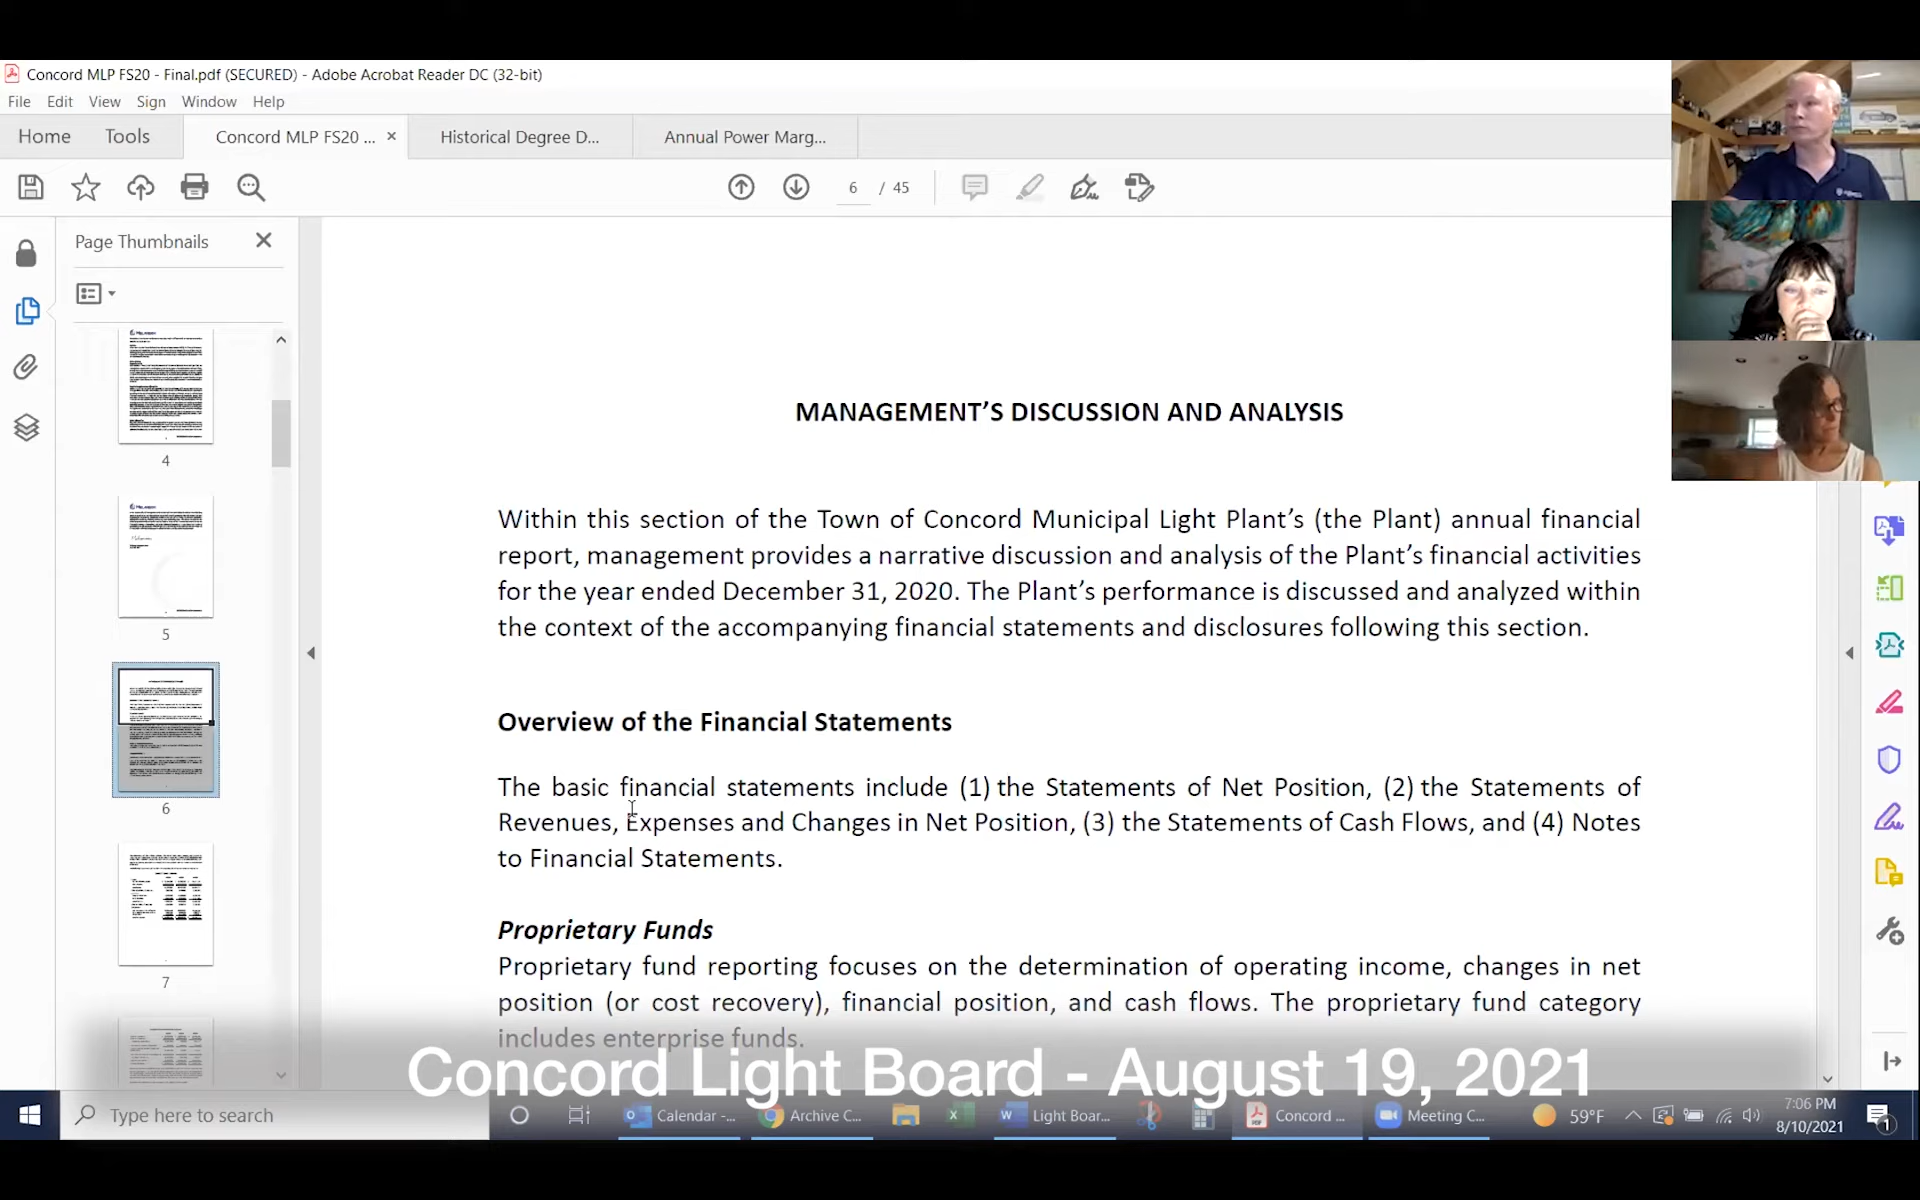 Concord MLP FS20 - Final.pdf (SECURED) - Adobe Acrobat Reader DC (32-bit)
File Edit View Sign Window Help
Home Tools Concord MLP FS20 ... × Historical Degree D... Annual Power Marg...
6 / 45
Page Thumbnails
4
5
6
7
MANAGEMENT’S DISCUSSION AND ANALYSIS
Within this section of the Town of Concord Municipal Light Plant’s (the Plant) annual financial
report, management provides a narrative discussion and analysis of the Plant’s financial activities
for the year ended December 31, 2020. The Plant’s performance is discussed and analyzed within
the context of the accompanying financial statements and disclosures following this section.
Overview of the Financial Statements
The basic financial statements include (1) the Statements of Net Position, (2) the Statements of
Revenues, Expenses and Changes in Net Position, (3) the Statements of Cash Flows, and (4) Notes
to Financial Statements.
Proprietary Funds
Proprietary fund reporting focuses on the determination of operating income, changes in net
position (or cost recovery), financial position, and cash flows. The proprietary fund category
includes enterprise funds.
Concord Light Board - August 19, 2021
Type here to search
Calendar -... Archive C... Light Boar... Concord ... Meeting C... 59°F
7:06 PM
8/10/2021
1